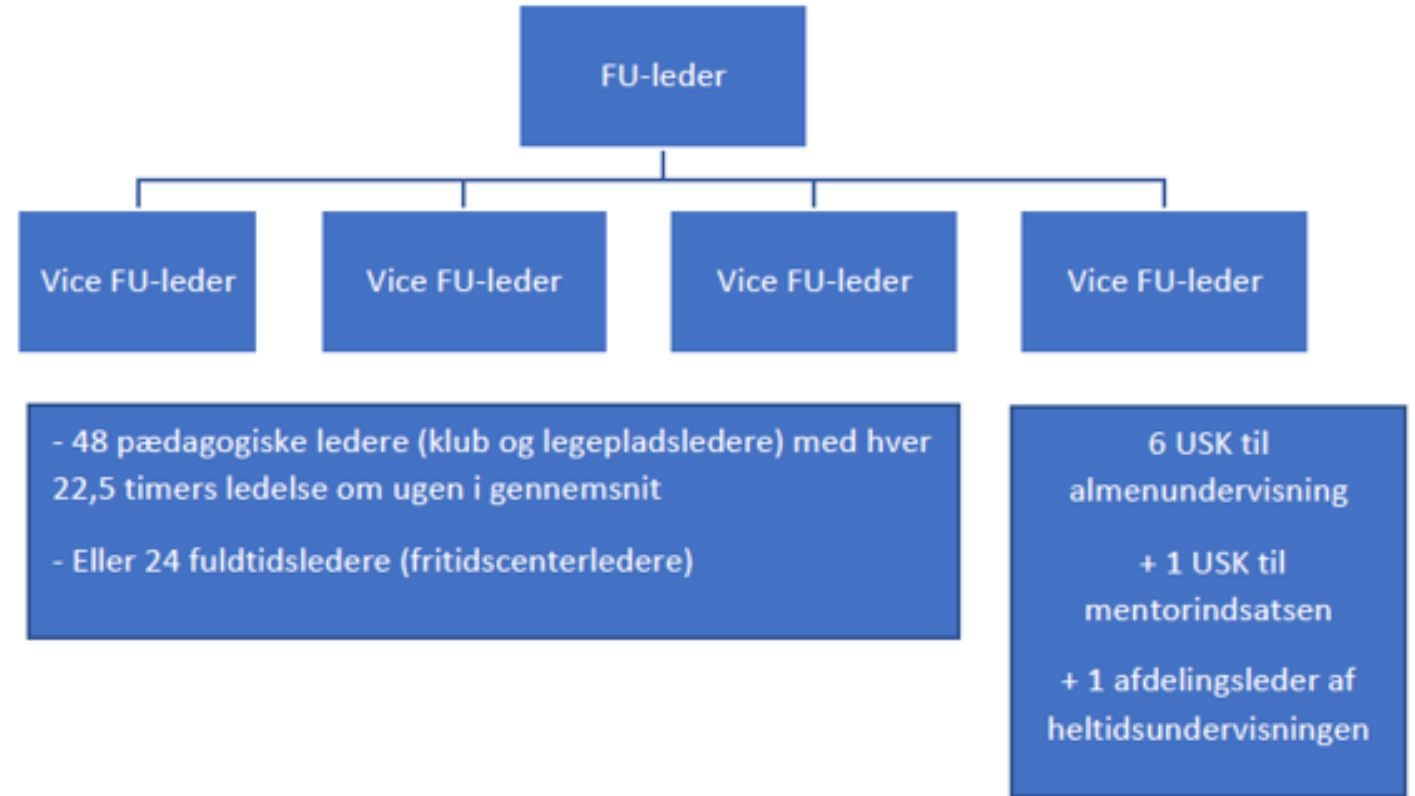 FU-leder
Vice FU-leder
Vice FU-leder
Vice FU-leder
Vice FU-leder
- 48 pædagogiske ledere (klub og legepladsledere) med hver
22,5 timers ledelse om ugen i gennemsnit
- Eller 24 fuldtidsledere (fritidscenterledere)
6 USK til
almenundervisning
+ 1 USK til
mentorindsatsen
+ 1 afdelingsleder af
heltidsundervisningen